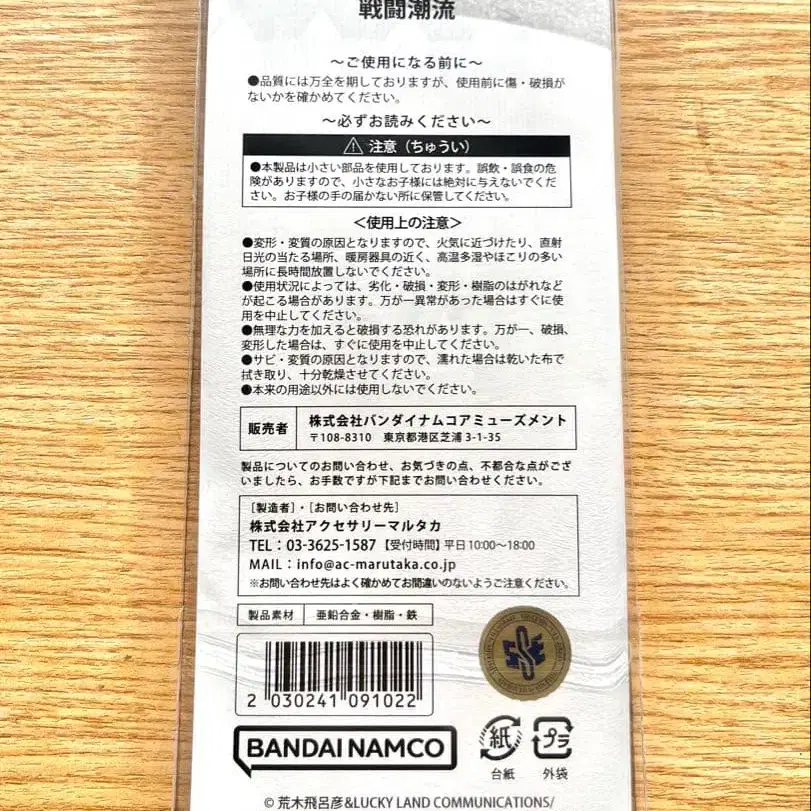 戦闘潮流
～ご使用になる前に～
●品質には万全を期しておりますが、使用前に傷・破損が
ないかを確かめてください。
～必ずお読みください～
注意（ちゅうい）
●本製品は小さい部品を使用しております。誤飲・誤食の危
険がありますので、小さなお子様には絶対に与えないでくだ
さい。お子様の手の届かない所に保管してください。
＜使用上の注意＞
●変形・変質の原因となりますので、火気に近づけたり、直射
日光の当たる場所、暖房器具の近く、高温多湿やほこりの多い
場所に長時間放置しないでください。
●使用状況によっては、劣化・破損・変形・樹脂のはがれなど
が起こる場合があります。万が一異常があった場合はすぐに使
用を中止してください。
●無理な力を加えると破損する恐れがあります。万が一、破損、
変形した場合は、すぐに使用を中止してください。
●サビ・変質の原因となりますので、濡れた場合は乾いた布で
拭き取り、十分乾燥させてください。
●本来の用途以外には使用しないでください。
販売者 株式会社バンダイナムコアミューズメント
〒108-8310 東京都港区芝浦 3-1-35
製品についてのお問い合わせ、お気づきの点、不都合な点がござ
いましたら、お手数ですが下記までお問い合わせください。
［製造者］・［お問い合わせ先］
株式会社アクセサリーマルタカ
TEL：03-3625-1587【受付時間】平日 10:00～18:00
MAIL：info@ac-marutaka.co.jp
※お問い合わせ先はよく確かめてお間違いのないようご注意ください。
製品素材 亜鉛合金・樹脂・鉄
2 030241 091022
BANDAI NAMCO
紙 プラ
台紙 外袋
© 荒木飛呂彦&LUCKY LAND COMMUNICATIONS/